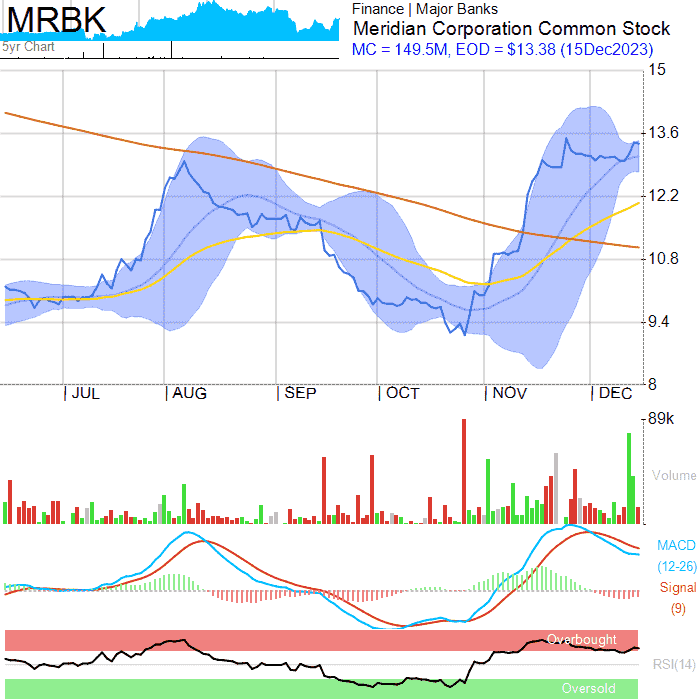 MRBK
5yr Chart
Finance | Major Banks
Meridian Corporation Common Stock
MC = 149.5M, EOD = $13.38 (15Dec2023)
15
13.6
12.2
10.8
9.4
8
JUL AUG SEP OCT NOV DEC
89k
Volume
MACD
(12-26)
Signal
(9)
Overbought
RSI(14)
Oversold